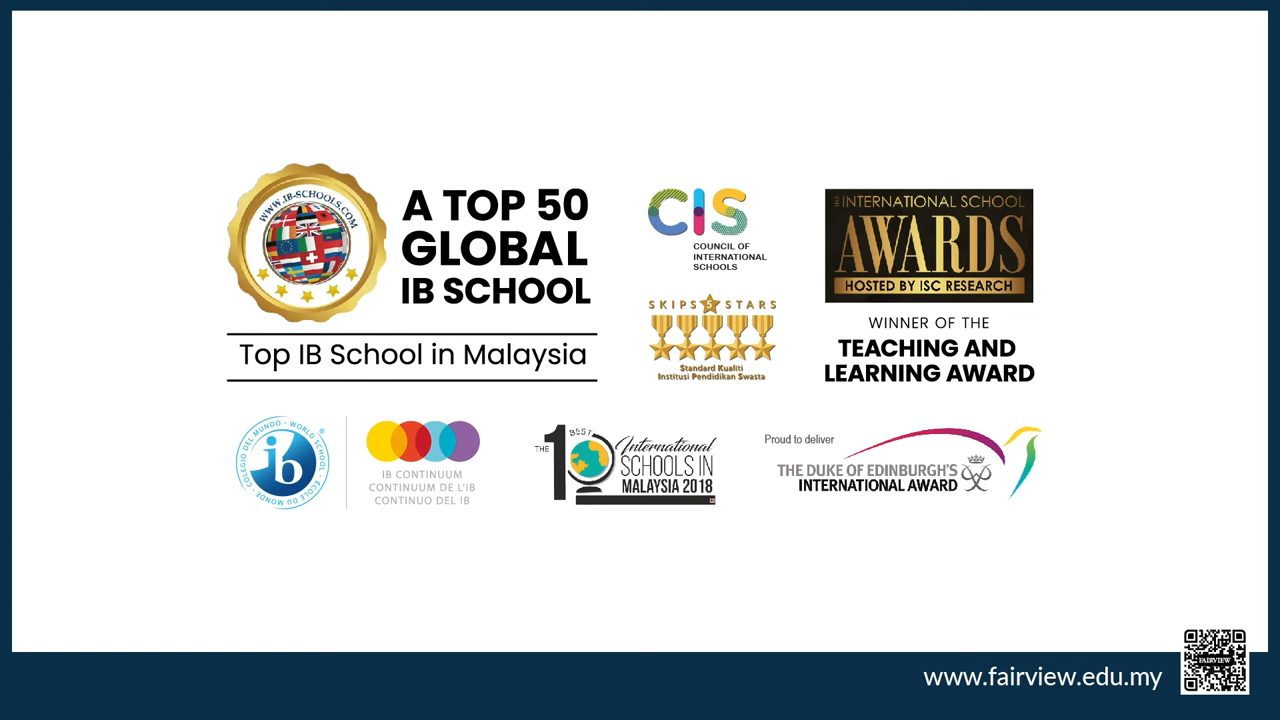 WWW.IB-SCHOOLS.COM
A TOP 50
GLOBAL
IB SCHOOL
Top IB School in Malaysia
CIS
COUNCIL OF
INTERNATIONAL
SCHOOLS
SKIPS 5 STARS
Standard Kualiti
Institusi Pendidikan Swasta
THE INTERNATIONAL SCHOOL
AWARDS
HOSTED BY ISC RESEARCH
WINNER OF THE
TEACHING AND
LEARNING AWARD
ib
WORLD SCHOOL · ÉCOLE DU MONDE · COLEGIO DEL MUNDO ·
®
IB CONTINUUM
CONTINUUM DE L'IB
CONTINUO DEL IB
THE 10 BEST
International
SCHOOLS IN
MALAYSIA 2018
Proud to deliver
THE DUKE OF EDINBURGH'S
INTERNATIONAL AWARD
www.fairview.edu.my
FAIRVIEW